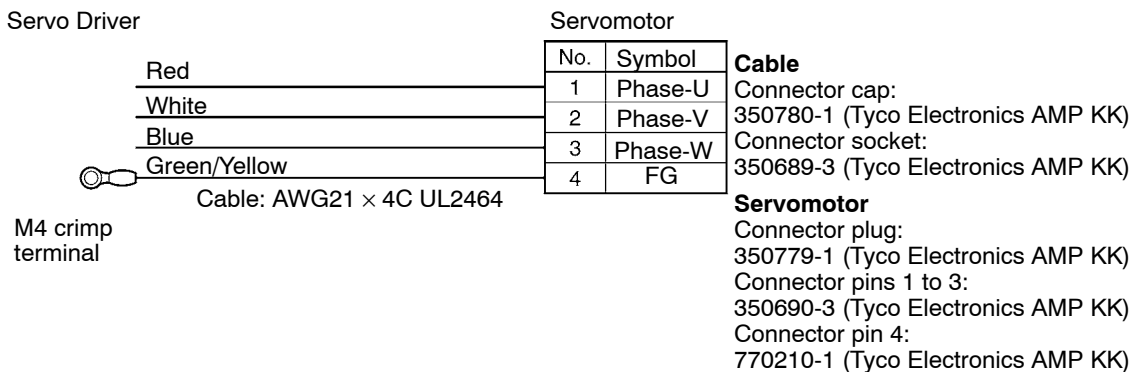 Servo Driver
Servomotor
No. Symbol
Red
1 Phase-U
White
2 Phase-V
Blue
3 Phase-W
Green/Yellow
4 FG
Cable: AWG21 × 4C UL2464
M4 crimp
terminal
Cable
Connector cap:
350780-1 (Tyco Electronics AMP KK)
Connector socket:
350689-3 (Tyco Electronics AMP KK)
Servomotor
Connector plug:
350779-1 (Tyco Electronics AMP KK)
Connector pins 1 to 3:
350690-3 (Tyco Electronics AMP KK)
Connector pin 4:
770210-1 (Tyco Electronics AMP KK)